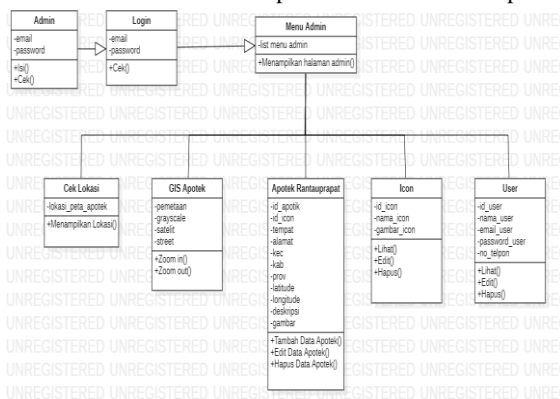 Admin
-email
-password
+Isi()
+Cek()
Login
-email
-password
+Cek()
Menu Admin
-list menu admin
+Menampilkan halaman admin()
Cek Lokasi
-lokasi_peta_apotek
+Menampilkan Lokasi()
GIS Apotek
-pemetaan
-grayscale
-satelit
-street
+Zoom in()
+Zoom out()
Apotek Rantauprapat
-id_apotik
-id_icon
-tempat
-alamat
-kec
-kab
-prov
-latitude
-longitude
-deskripsi
-gambar
+Tambah Data Apotek()
+Edit Data Apotek()
+Hapus Data Apotek()
Icon
-id_icon
-nama_icon
-gambar_icon
+Lihat()
+Edit()
+Hapus()
User
-id_user
-nama_user
-email_user
-password_user
-no_telpon
+Lihat()
+Edit()
+Hapus()
UNREGISTERED